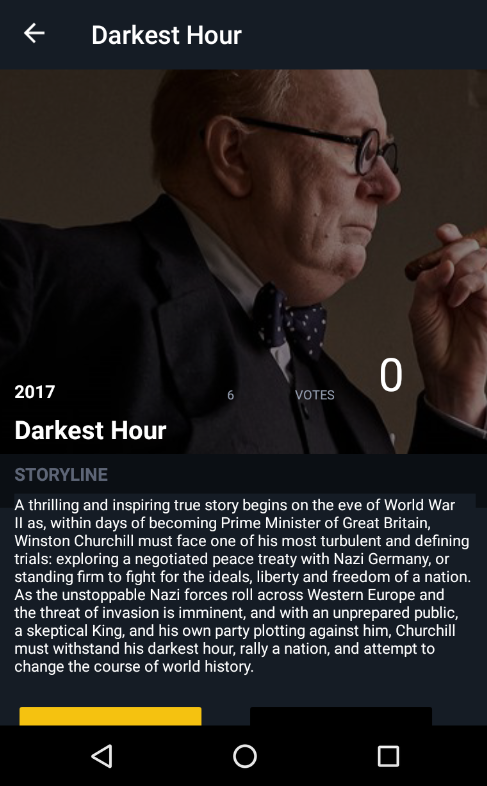 Darkest Hour
2017
6 VOTES 0
Darkest Hour
STORYLINE
A thrilling and inspiring true story begins on the eve of World War
II as, within days of becoming Prime Minister of Great Britain,
Winston Churchill must face one of his most turbulent and defining
trials: exploring a negotiated peace treaty with Nazi Germany, or
standing firm to fight for the ideals, liberty and freedom of a nation.
As the unstoppable Nazi forces roll across Western Europe and
the threat of invasion is imminent, and with an unprepared public,
a skeptical King, and his own party plotting against him, Churchill
must withstand his darkest hour, rally a nation, and attempt to
change the course of world history.